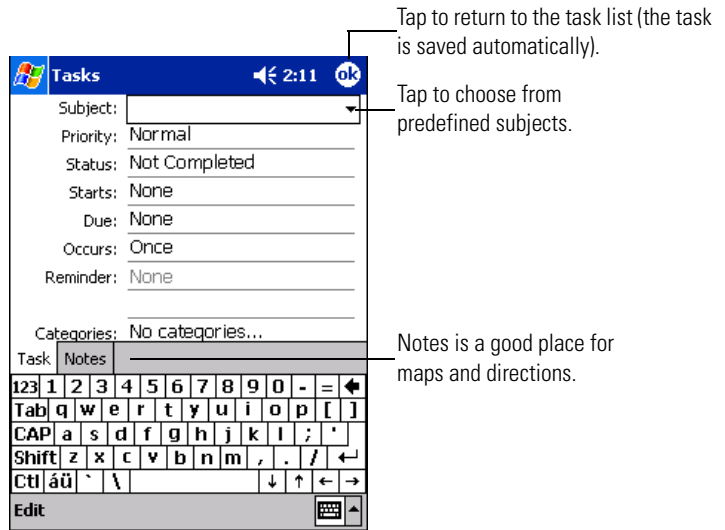 Tap to return to the task list (the task
is saved automatically).
Tasks 2:11 ok
Tap to choose from
predefined subjects.
Subject:
Priority: Normal
Status: Not Completed
Starts: None
Due: None
Occurs: Once
Reminder: None
Categories: No categories...
Notes is a good place for
maps and directions.
Task Notes
123 1 2 3 4 5 6 7 8 9 0 - =
Tab q w e r t y u i o p [ ]
CAP a s d f g h j k l ; '
Shift z x c v b n m , . /
Ctl áü ` \
Edit